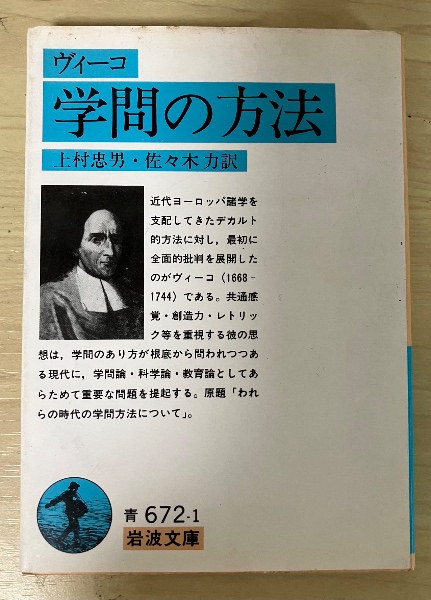 ヴィーコ
学問の方法
上村忠男・佐々木力訳
近代ヨーロッパ諸学を
支配してきたデカルト
的方法に対し，最初に
全面的批判を展開した
のがヴィーコ（1668‐
1744）である。共通感
覚・創造力・レトリッ
ク等を重視する彼の思
想は，学問のあり方が根底から問われつつあ
る現代に，学問論・科学論・教育論としてあ
らためて重要な問題を提起する。原題「われ
らの時代の学問方法について」。
青 672-1
岩波文庫